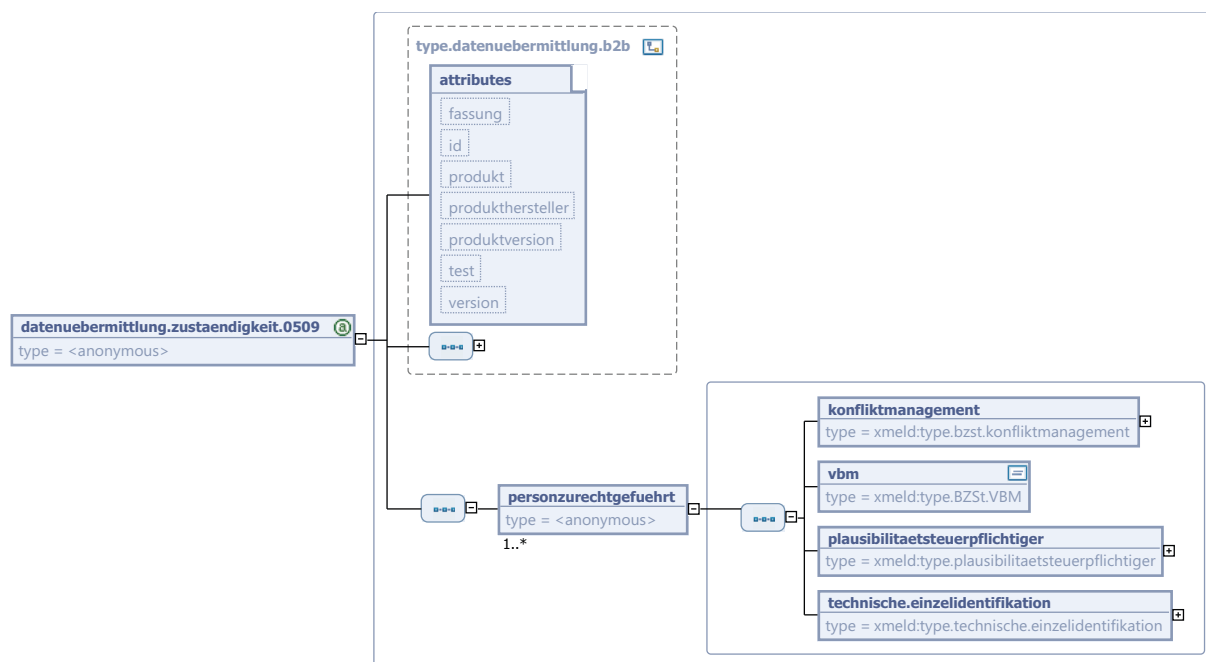 type.datenuebermittlung.b2b
attributes
fassung
id
produkt
produkthersteller
produktversion
test
version
datenuebermittlung.zustaendigkeit.0509 a
type = <anonymous>
personzurechtgefuehrt
type = <anonymous>
1..*
konfliktmanagement
type = xmeld:type.bzst.konfliktmanagement
vbm
type = xmeld:type.BZSt.VBM
plausibilitaetsteuerpflichtiger
type = xmeld:type.plausibilitaetsteuerpflichtiger
technische.einzelidentifikation
type = xmeld:type.technische.einzelidentifikation